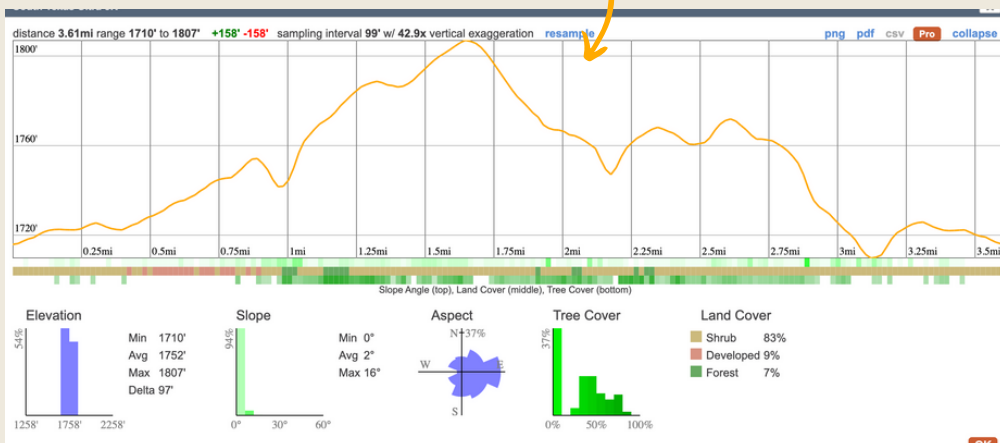 distance 3.61mi range 1710' to 1807' +158' -158' sampling interval 99' w/ 42.9x vertical exaggeration resample png pdf csv Pro collapse
1800'
1760'
1720'
0.25mi 0.5mi 0.75mi 1mi 1.25mi 1.5mi 1.75mi 2mi 2.25mi 2.5mi 2.75mi 3mi 3.25mi 3.5mi
Slope Angle (top), Land Cover (middle), Tree Cover (bottom)
Elevation
54%
Min 1710'
Avg 1752'
Max 1807'
Delta 97'
1258' 1758' 2258'
Slope
94%
Min 0°
Avg 2°
Max 16°
0° 30° 60°
Aspect
N 37%
W E
S
Tree Cover
37%
0% 50% 100%
Land Cover
Shrub 83%
Developed 9%
Forest 7%
OK